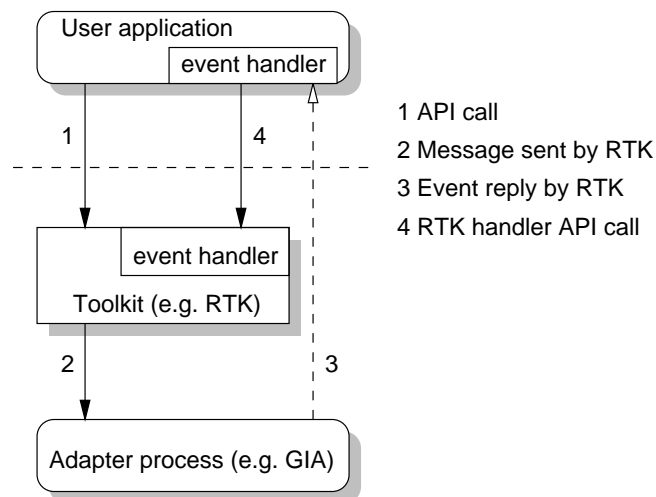 User application
event handler
1 API call
1
4
2 Message sent by RTK
3 Event reply by RTK
4 RTK handler API call
event handler
Toolkit (e.g. RTK)
2
3
Adapter process (e.g. GIA)